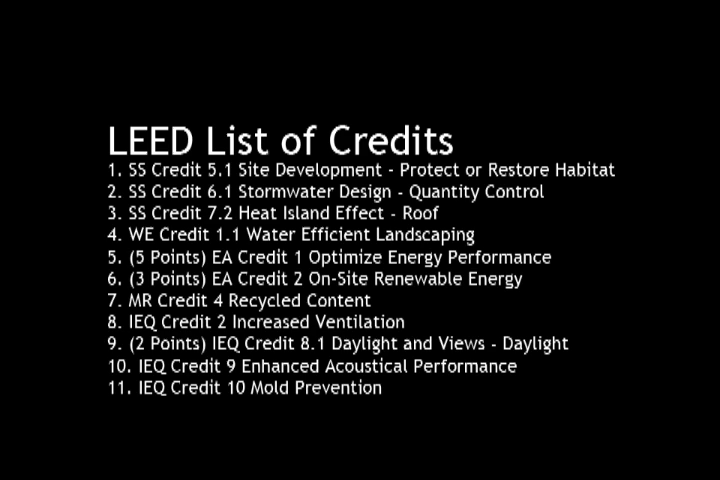 LEED List of Credits
1. SS Credit 5.1 Site Development - Protect or Restore Habitat
2. SS Credit 6.1 Stormwater Design - Quantity Control
3. SS Credit 7.2 Heat Island Effect - Roof
4. WE Credit 1.1 Water Efficient Landscaping
5. (5 Points) EA Credit 1 Optimize Energy Performance
6. (3 Points) EA Credit 2 On-Site Renewable Energy
7. MR Credit 4 Recycled Content
8. IEQ Credit 2 Increased Ventilation
9. (2 Points) IEQ Credit 8.1 Daylight and Views - Daylight
10. IEQ Credit 9 Enhanced Acoustical Performance
11. IEQ Credit 10 Mold Prevention